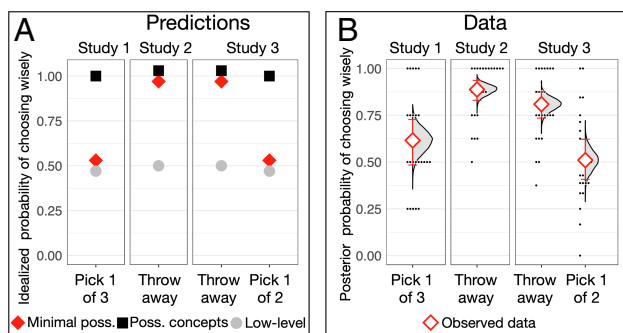 A Predictions
Study 1 Study 2 Study 3
Idealized probability of choosing wisely
1.00
0.75
0.50
0.25
0.00
Pick 1 of 3
Throw away
Throw away
Pick 1 of 2
Minimal poss. Poss. concepts Low-level
B Data
Study 1 Study 2 Study 3
Posterior probability of choosing wisely
1.00
0.75
0.50
0.25
0.00
Pick 1 of 3
Throw away
Throw away
Pick 1 of 2
Observed data